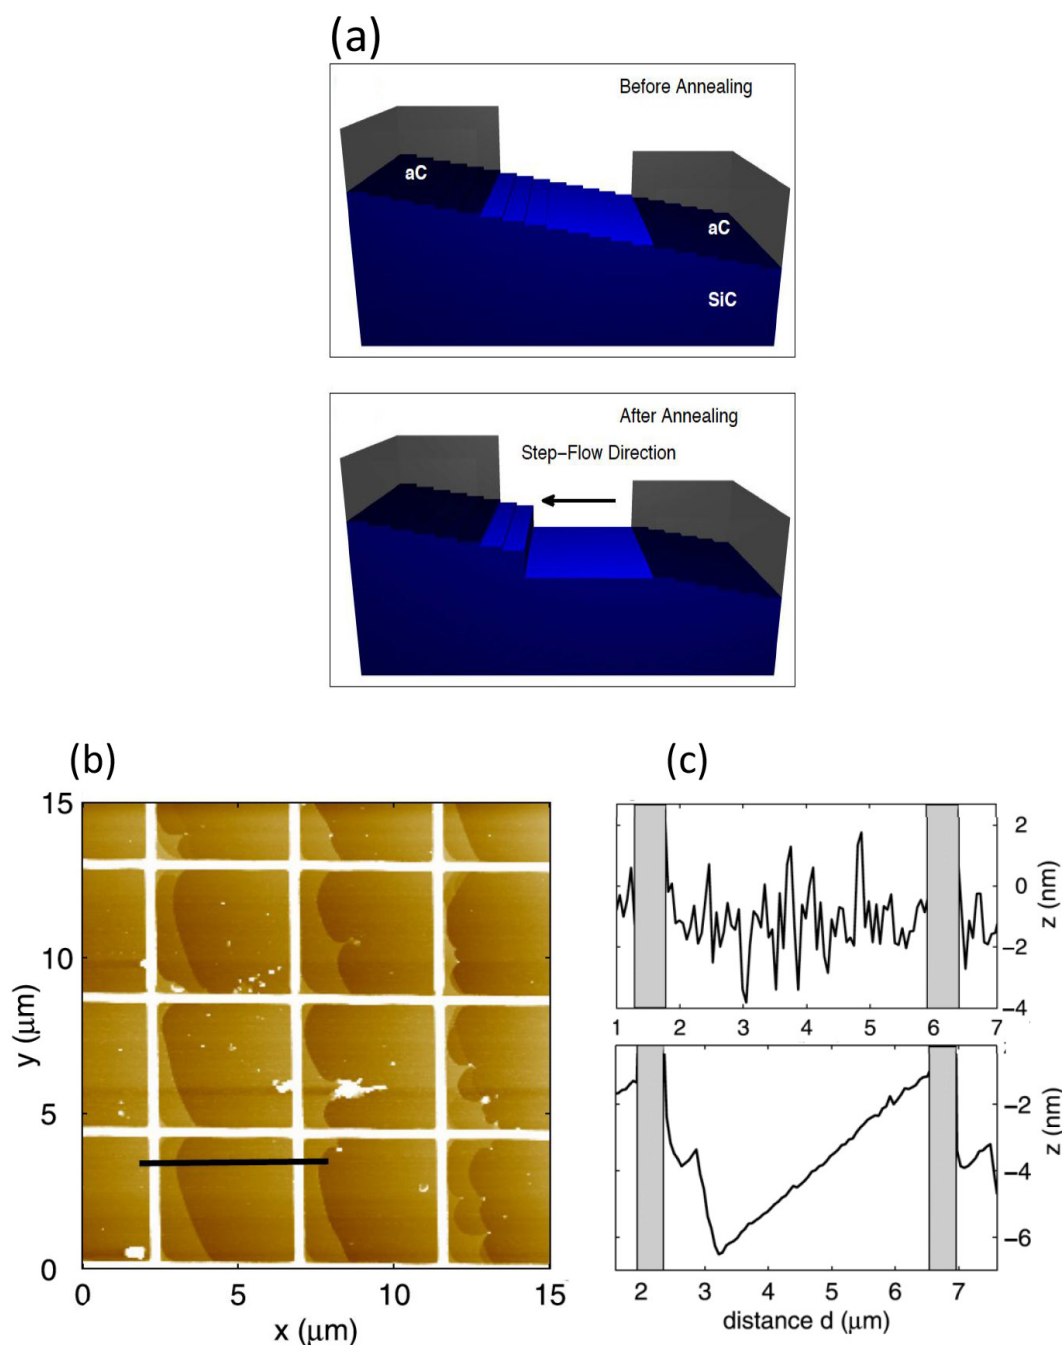 (a)
Before Annealing
aC
aC
SiC
After Annealing
Step-Flow Direction
(b)
(c)
15
10
5
0
y (μm)
0 5 10 15
x (μm)
2
0
-2
-4
z (nm)
1 2 3 4 5 6 7
-2
-4
-6
z (nm)
2 3 4 5 6 7
distance d (μm)